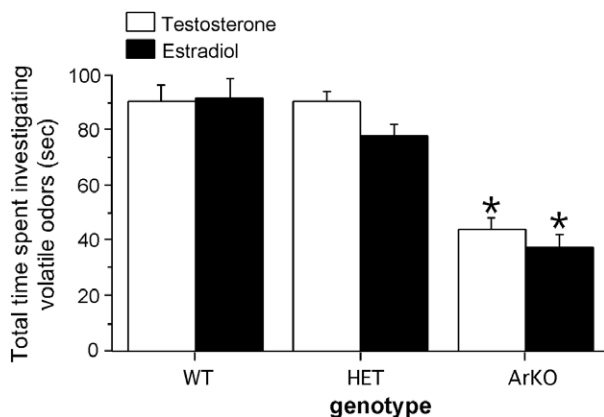 Testosterone
Estradiol
Total time spent investigating
volatile odors (sec)
100
80
60
40
20
0
* *
WT HET ArKO
genotype